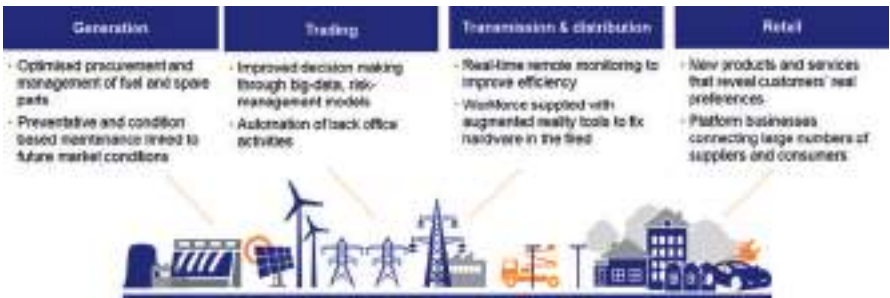 Generation
Optimised procurement and
management of fuel and spare
parts
Preventative and condition
based maintenance linked to
future market conditions
Trading
Improved decision making
through big-data, risk-
management models
Automation of back office
activities
Transmission & distribution
Real-time remote monitoring to
improve efficiency
Workforce supplied with
augmented reality tools to fix
hardware in the
Retail
New products and services
that reveal customers' real
preferences
Platform businesses
connecting large numbers of
suppliers and consumers